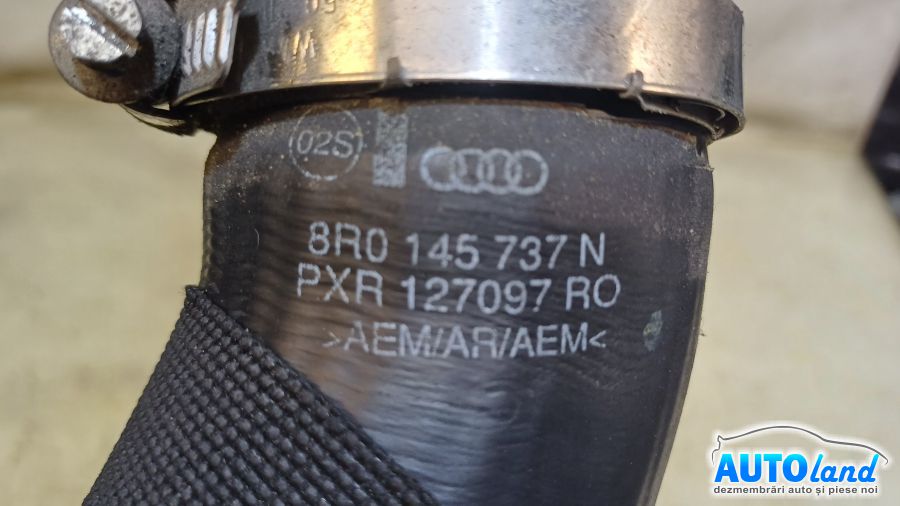 02S
8R0 145 737 N
PXR 127097 RO
>AEM/AR/AEM<
AUTOland
dezmembrări auto și piese noi